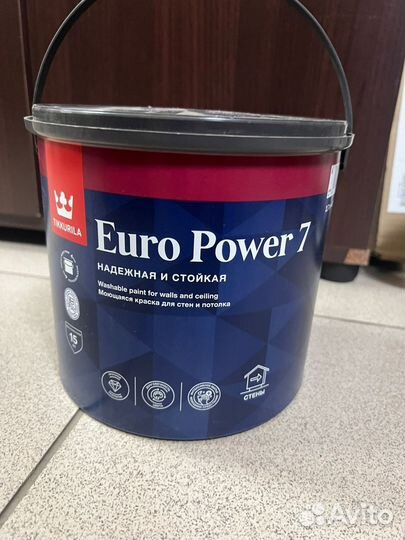 TIKKURILA
Euro Power 7
НАДЕЖНАЯ И СТОЙКАЯ
Washable paint for walls and ceiling
Моющаяся краска для стен и потолка
15
СТЕНЫ
Avito